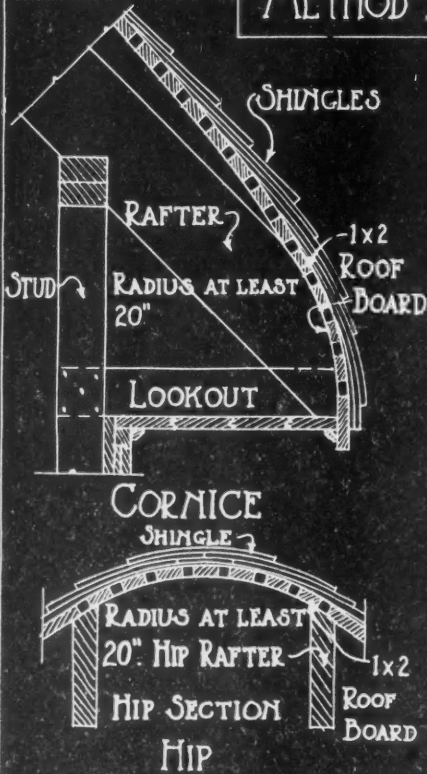 METHOD
SHINGLES
RAFTER
1x2
ROOF
BOARD
STUD
RADIUS AT LEAST
20"
LOOKOUT
CORNICE
SHINGLE
RADIUS AT LEAST
20". HIP RAFTER
1x2
HIP SECTION
ROOF
BOARD
HIP